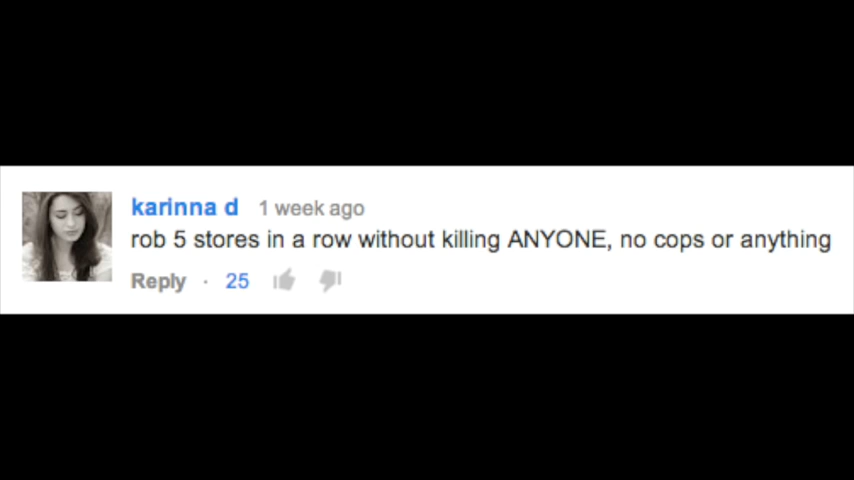 karinna d 1 week ago
rob 5 stores in a row without killing ANYONE, no cops or anything
Reply · 25